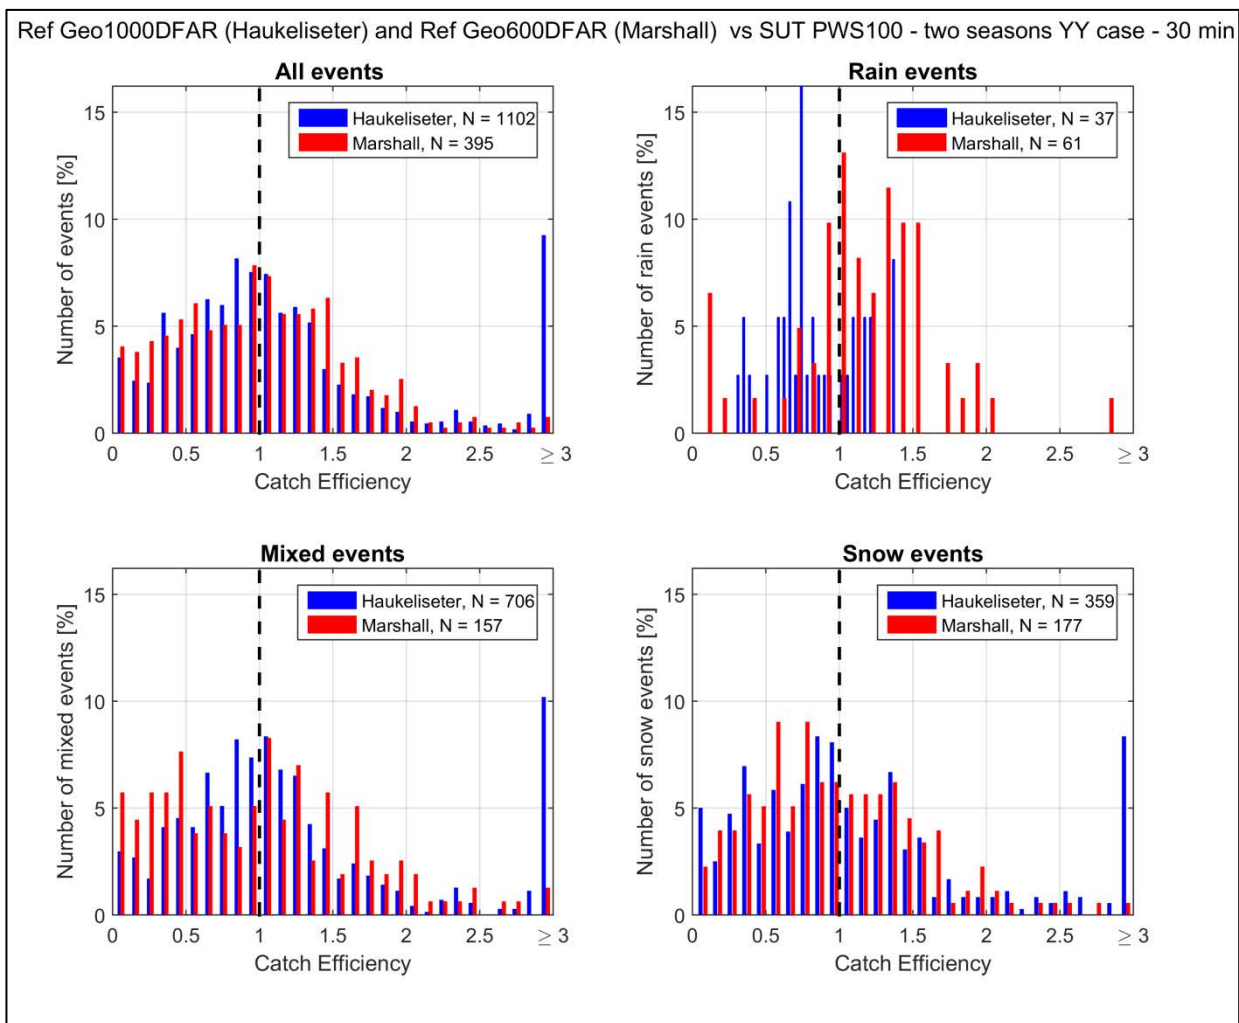 Ref Geo1000DFAR (Haukeliseter) and Ref Geo600DFAR (Marshall)  vs SUT PWS100 - two seasons YY case - 30 min
All events
Number of events [%]
15
10
5
0
Haukeliseter, N = 1102
Marshall, N = 395
0 0.5 1 1.5 2 2.5 ≥ 3
Catch Efficiency
Rain events
Number of rain events [%]
15
10
5
0
Haukeliseter, N = 37
Marshall, N = 61
0 0.5 1 1.5 2 2.5 ≥ 3
Catch Efficiency
Mixed events
Number of mixed events [%]
15
10
5
0
Haukeliseter, N = 706
Marshall, N = 157
0 0.5 1 1.5 2 2.5 ≥ 3
Catch Efficiency
Snow events
Number of snow events [%]
15
10
5
0
Haukeliseter, N = 359
Marshall, N = 177
0 0.5 1 1.5 2 2.5 ≥ 3
Catch Efficiency